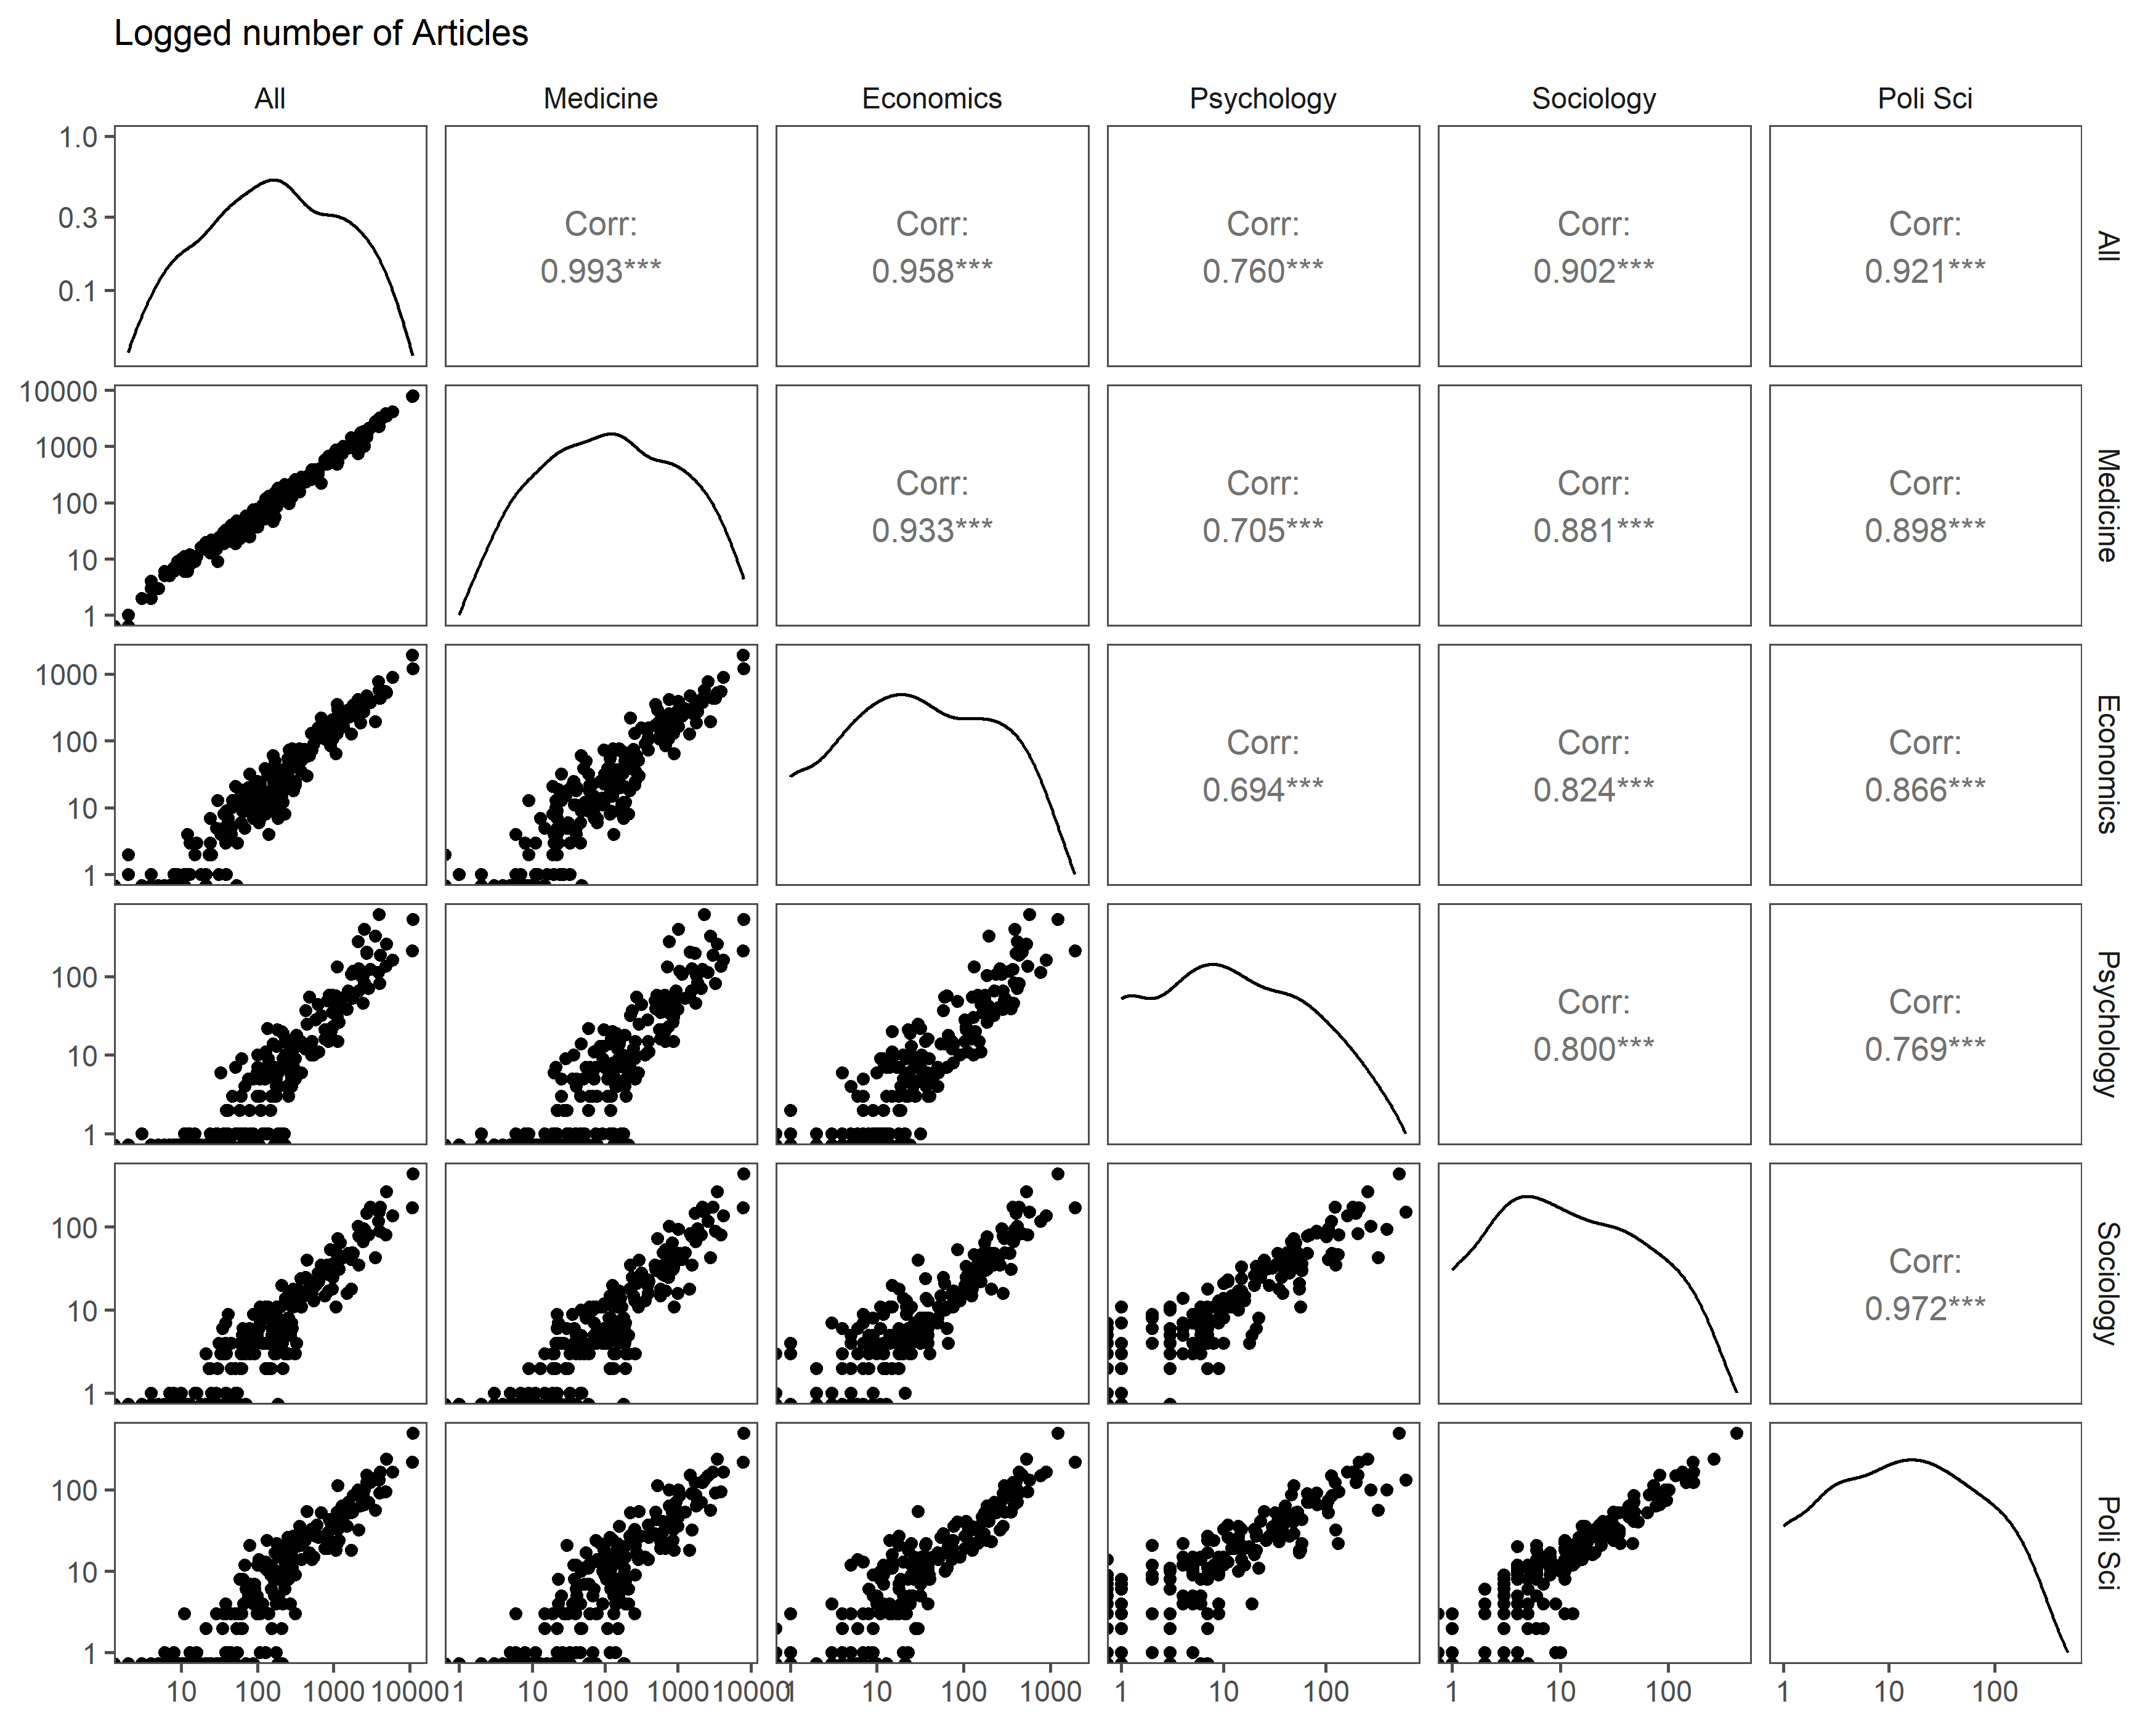 Logged number of Articles
All Medicine Economics Psychology Sociology Poli Sci
1.0
0.3
0.1
Corr: Corr: Corr: Corr: Corr:
0.993*** 0.958*** 0.760*** 0.902*** 0.921***
All
10000
1000
100
10
1
Corr: Corr: Corr: Corr:
0.933*** 0.705*** 0.881*** 0.898***
Medicine
1000
100
10
1
Corr: Corr: Corr:
0.694*** 0.824*** 0.866***
Economics
100
10
1
Corr: Corr:
0.800*** 0.769***
Psychology
100
10
1
Corr:
0.972***
Sociology
100
10
1
Poli Sci
10 100 1000 10000 1 10 100 1000 10000 1 10 100 1000 1 10 100 1 10 100 1 10 100